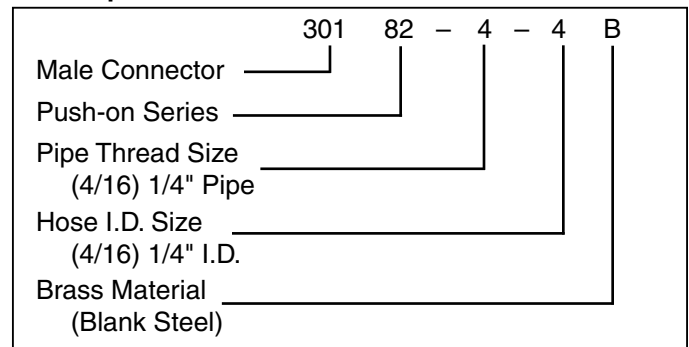 301 82 – 4 – 4 B
Male Connector
Push-on Series
Pipe Thread Size
(4/16) 1/4" Pipe
Hose I.D. Size
(4/16) 1/4" I.D.
Brass Material
(Blank Steel)